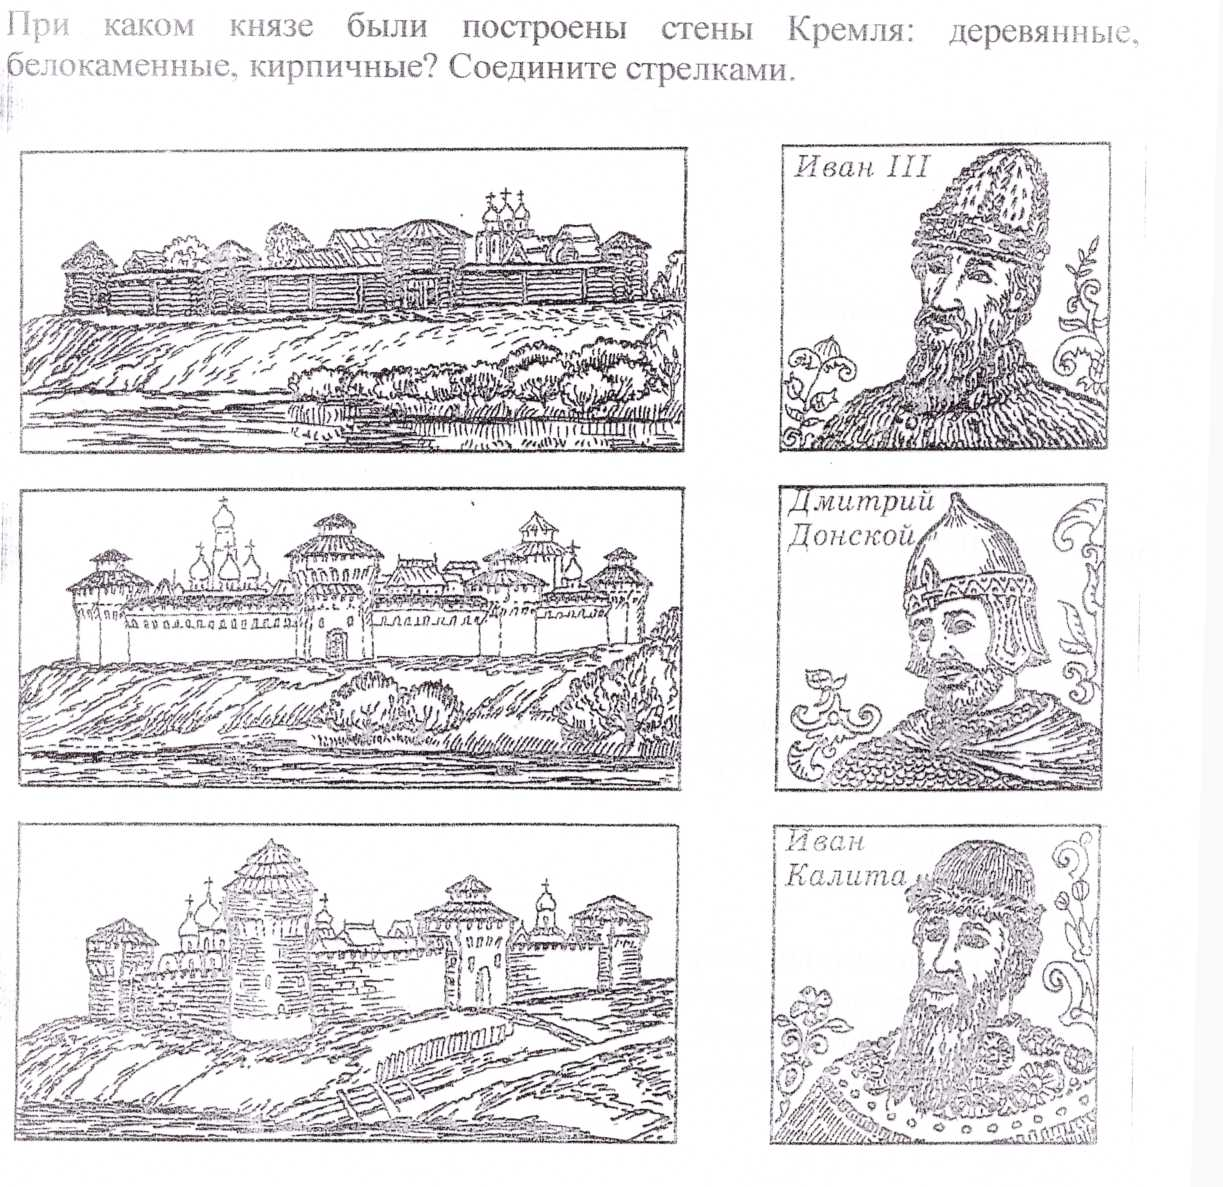 При каком князе были построены стены Кремля: деревянные,
белокаменные, кирпичные? Соедините стрелками.
Иван III
Дмитрий
Донской
Иван
Калита